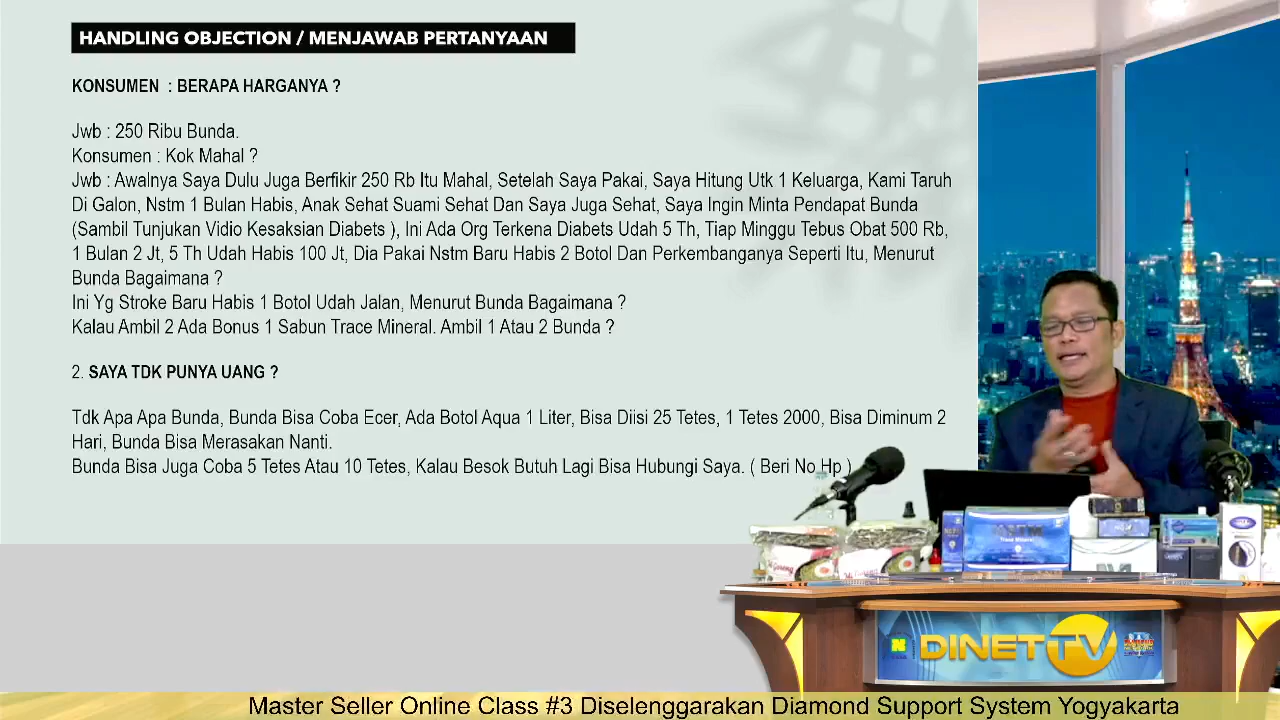 HANDLING OBJECTION / MENJAWAB PERTANYAAN
KONSUMEN : BERAPA HARGANYA ?
Jwb : 250 Ribu Bunda.
Konsumen : Kok Mahal ?
Jwb : Awalnya Saya Dulu Juga Berfikir 250 Rb Itu Mahal, Setelah Saya Pakai, Saya Hitung Utk 1 Keluarga, Kami Taruh
Di Galon, Nstm 1 Bulan Habis, Anak Sehat Suami Sehat Dan Saya Juga Sehat, Saya Ingin Minta Pendapat Bunda
(Sambil Tunjukan Vidio Kesaksian Diabets ), Ini Ada Org Terkena Diabets Udah 5 Th, Tiap Minggu Tebus Obat 500 Rb,
1 Bulan 2 Jt, 5 Th Udah Habis 100 Jt, Dia Pakai Nstm Baru Habis 2 Botol Dan Perkembanganya Seperti Itu, Menurut
Bunda Bagaimana ?
Ini Yg Stroke Baru Habis 1 Botol Udah Jalan, Menurut Bunda Bagaimana ?
Kalau Ambil 2 Ada Bonus 1 Sabun Trace Mineral. Ambil 1 Atau 2 Bunda ?
2. SAYA TDK PUNYA UANG ?
Tdk Apa Apa Bunda, Bunda Bisa Coba Ecer, Ada Botol Aqua 1 Liter, Bisa Diisi 25 Tetes, 1 Tetes 2000, Bisa Diminum 2
Hari, Bunda Bisa Merasakan Nanti.
Bunda Bisa Juga Coba 5 Tetes Atau 10 Tetes, Kalau Besok Butuh Lagi Bisa Hubungi Saya. ( Beri No Hp )
Trace Mineral
DINET TV
Master Seller Online Class #3 Diselenggarakan Diamond Support System Yogyakarta